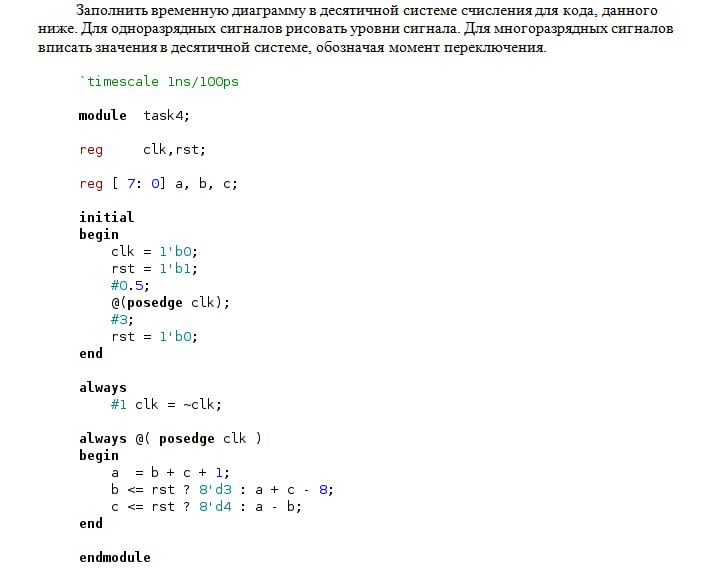 Заполнить временную диаграмму в десятичной системе счисления для кода, данного
ниже. Для одноразрядных сигналов рисовать уровни сигнала. Для многоразрядных сигналов
вписать значения в десятичной системе, обозначая момент переключения.
`timescale 1ns/100ps
module task4;
reg clk,rst;
reg [ 7: 0] a, b, c;
initial
begin
clk = 1'b0;
rst = 1'b1;
#0.5;
@(posedge clk);
#3;
rst = 1'b0;
end
always
#1 clk = ~clk;
always @( posedge clk )
begin
a = b + c + 1;
b <= rst ? 8'd3 : a + c - 8;
c <= rst ? 8'd4 : a - b;
end
endmodule